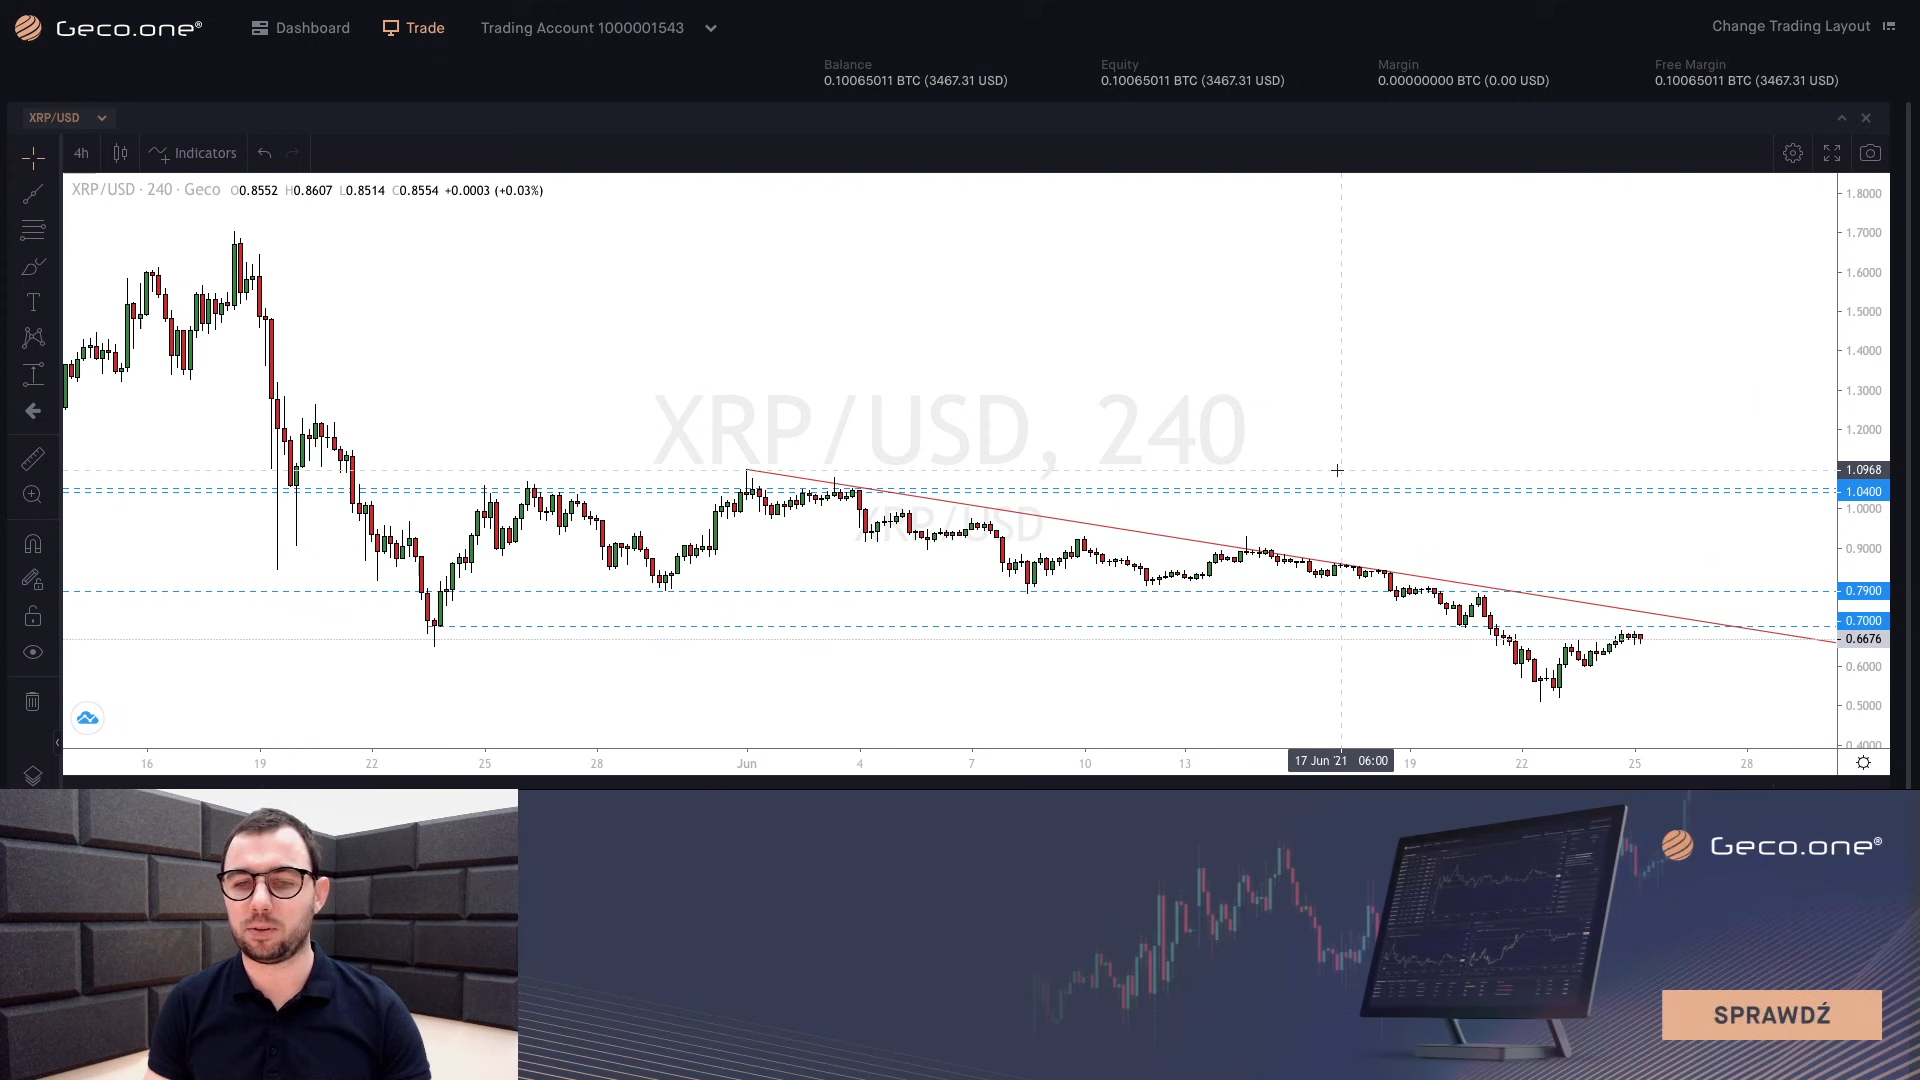 Geco.one®
Dashboard
Trade
Trading Account 1000001543
Change Trading Layout
Balance
0.10065011 BTC (3467.31 USD)
Equity
0.10065011 BTC (3467.31 USD)
Margin
0.00000000 BTC (0.00 USD)
Free Margin
0.10065011 BTC (3467.31 USD)
XRP/USD
4h
Indicators
XRP/USD · 240 · Geco O0.8552 H0.8607 L0.8514 C0.8554 +0.0003 (+0.03%)
XRP/USD, 240
XRP/USD
1.8000
1.7000
1.6000
1.5000
1.4000
1.3000
1.2000
1.0968
1.0400
1.0000
0.9000
0.7900
0.7000
0.6676
0.6000
0.5000
0.4000
16
19
22
25
28
Jun
4
7
10
13
17 Jun '21 06:00
19
22
25
28
Geco.one®
SPRAWDŹ